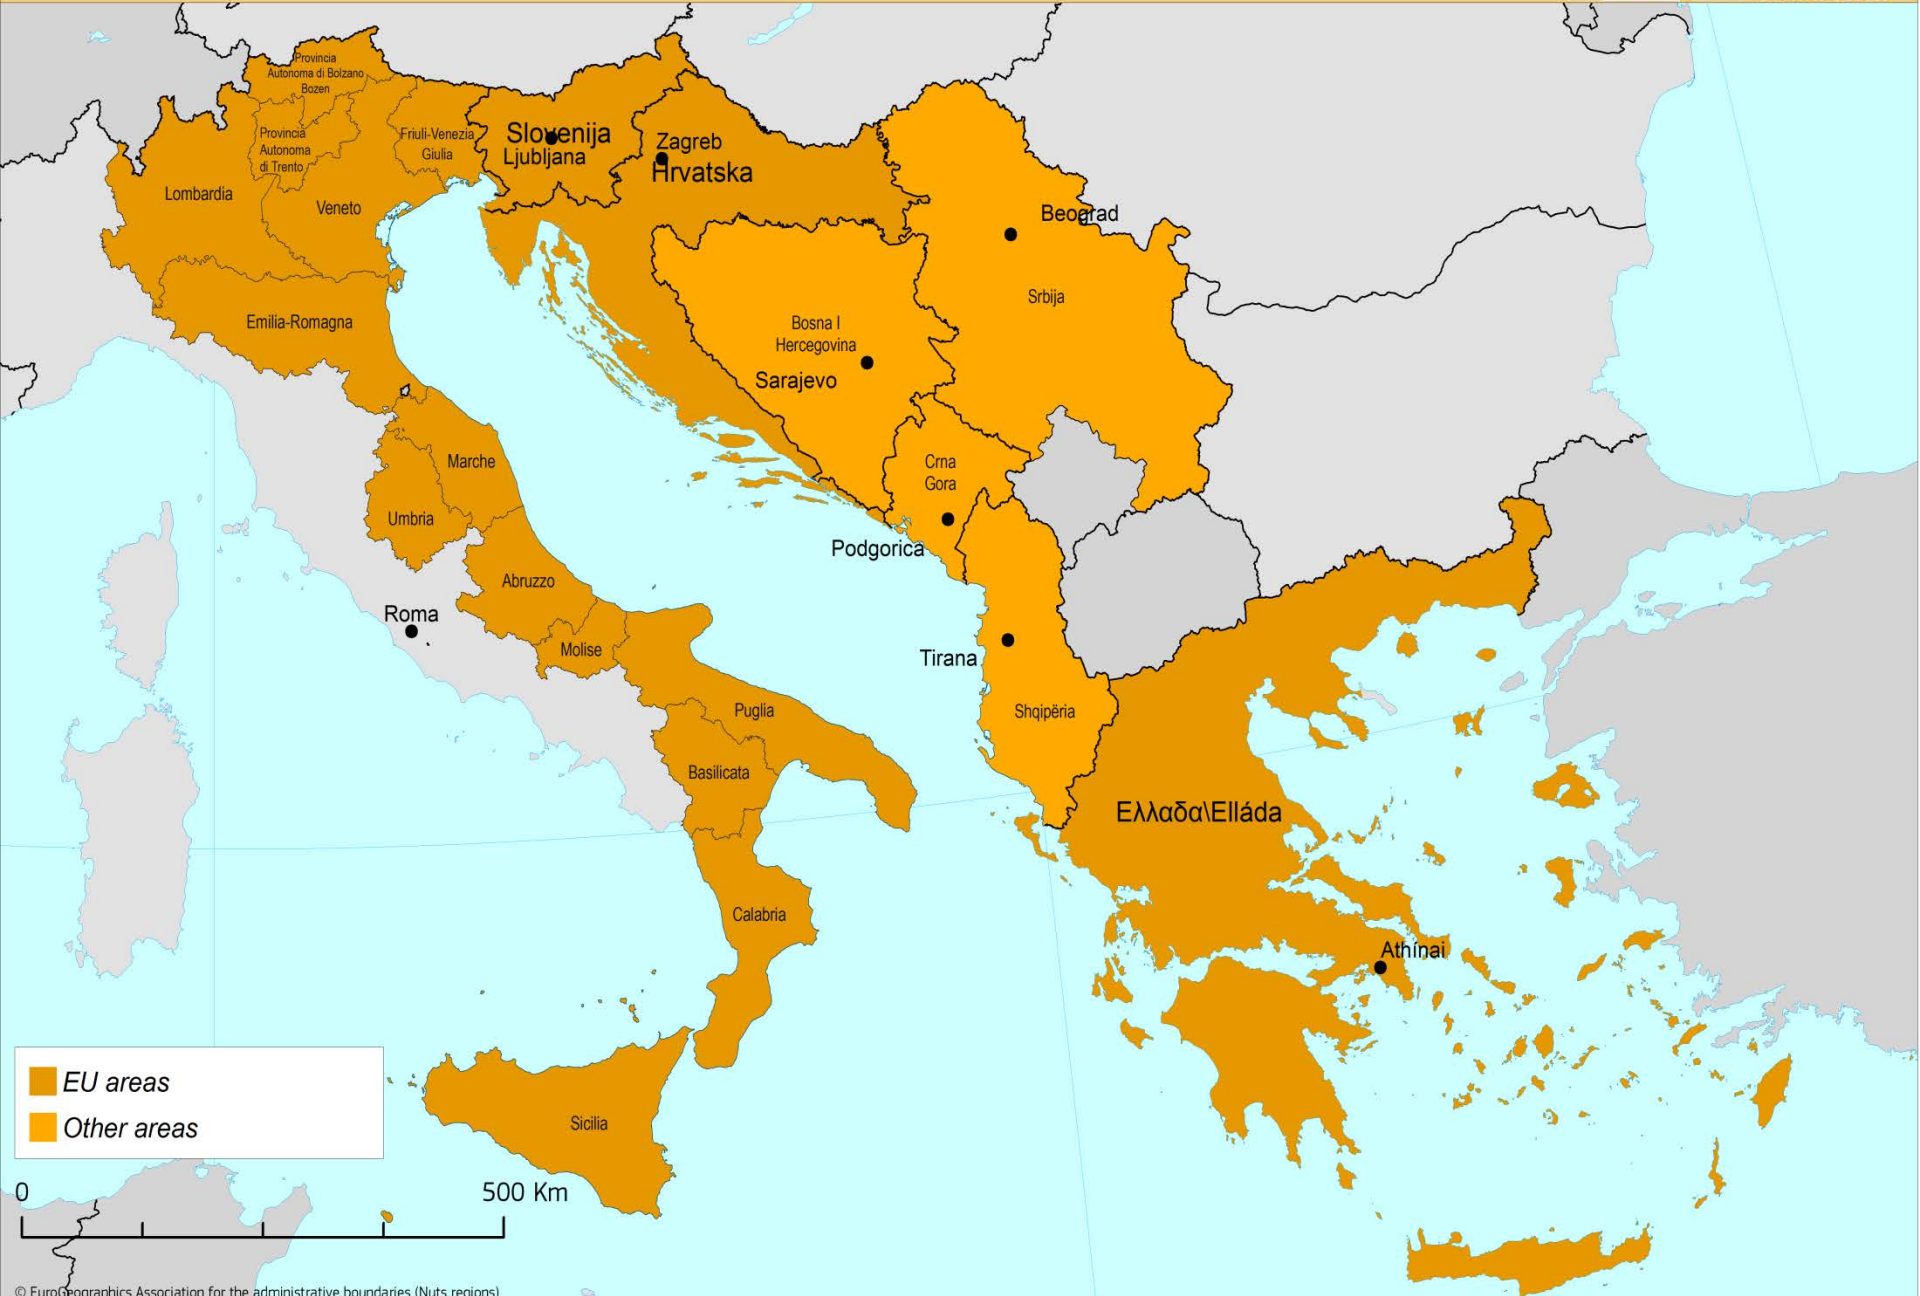 Provincia
Autonoma di Bolzano
Bozen
Provincia
Autonoma
di Trento
Friuli-Venezia
Giulia
Slovenija
Ljubljana
Zagreb
Hrvatska
Lombardia
Veneto
Beograd
Srbija
Emilia-Romagna
Bosna I
Hercegovina
Sarajevo
Marche
Crna
Gora
Umbria
Podgorica
Abruzzo
Roma
Molise
Tirana
Puglia
Shqipëria
Basilicata
Ελλαδα\Elláda
Calabria
Athínai
EU areas
Other areas
Sicilia
0 500 Km
© EuroGeographics Association for the administrative boundaries (Nuts regions)